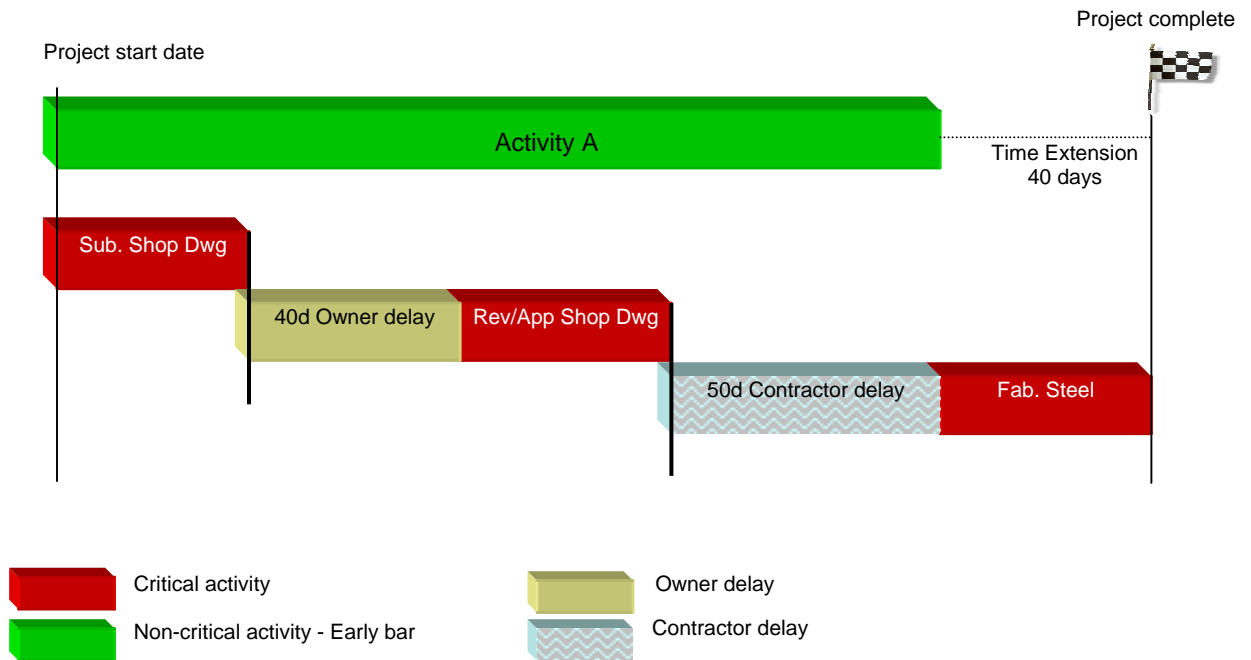 Project complete
Project start date
Activity A
Time Extension
40 days
Sub. Shop Dwg
40d Owner delay
Rev/App Shop Dwg
50d Contractor delay
Fab. Steel
Critical activity
Owner delay
Non-critical activity - Early bar
Contractor delay